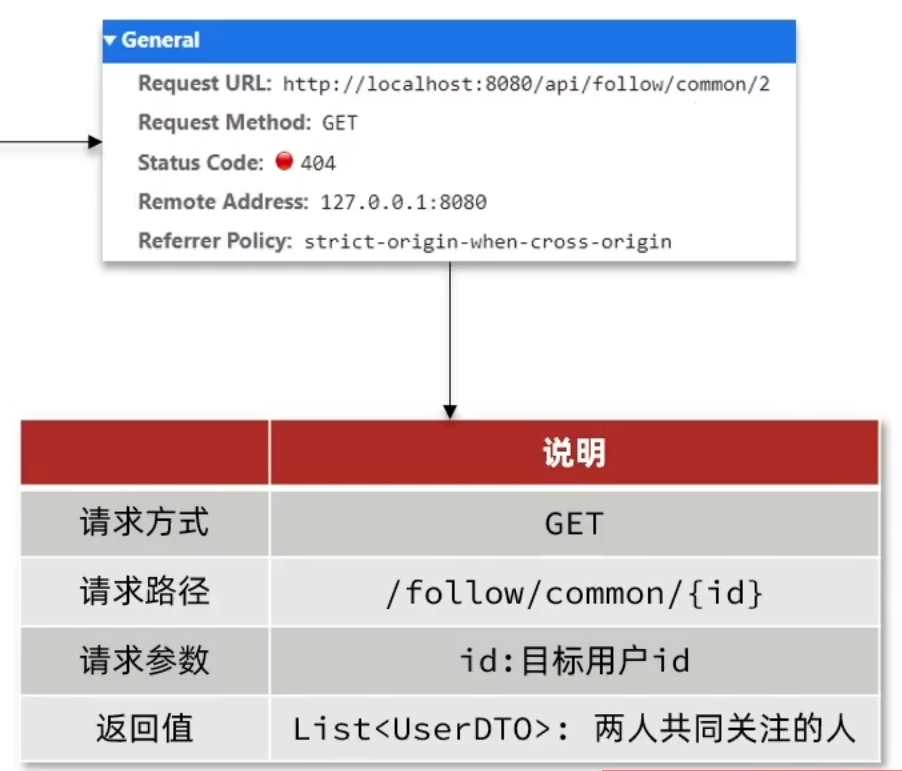 General
Request URL: http://localhost:8080/api/follow/common/2
Request Method: GET
Status Code: 404
Remote Address: 127.0.0.1:8080
Referrer Policy: strict-origin-when-cross-origin
说明
请求方式 GET
请求路径 /follow/common/{id}
请求参数 id:目标用户id
返回值 List<UserDTO>: 两人共同关注的人